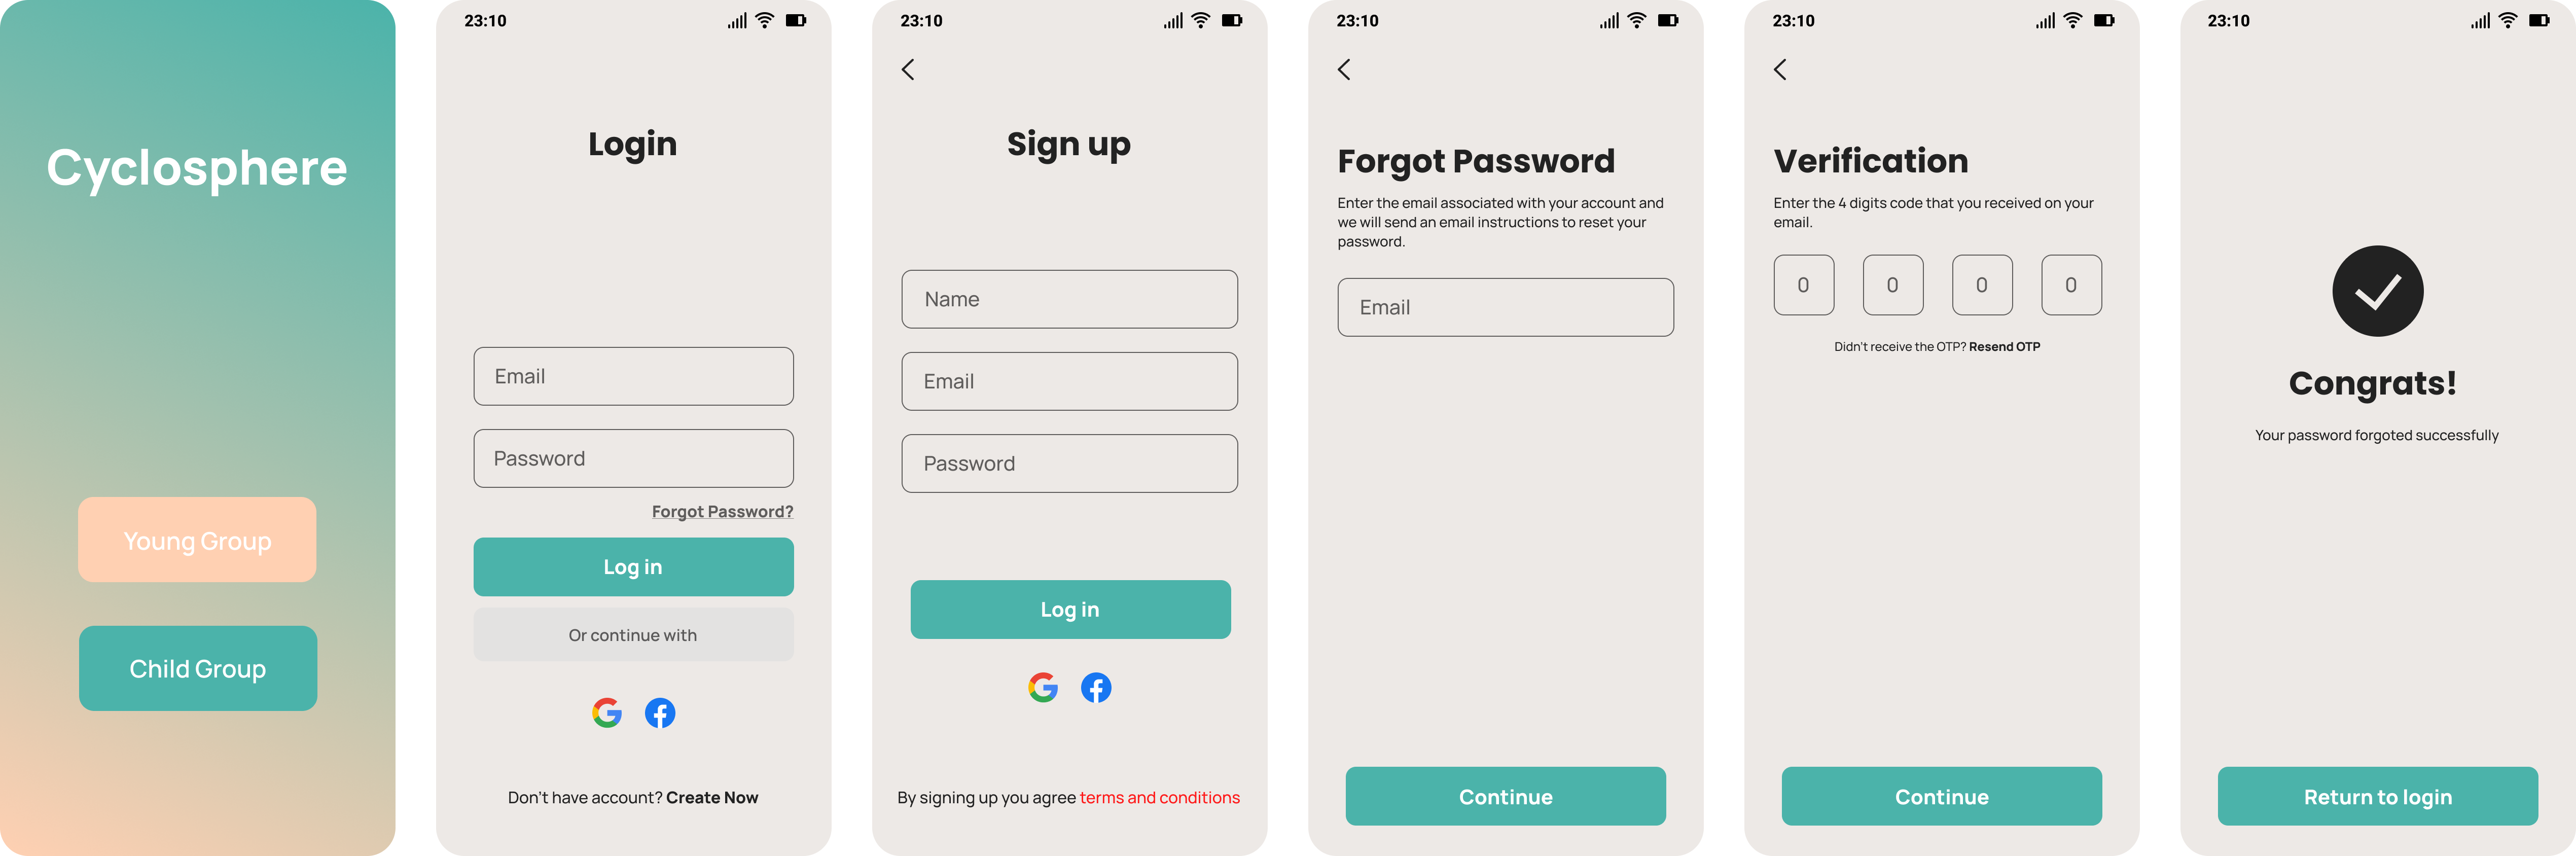 Cyclosphere
Young Group
Child Group
23:10
Login
Email
Password
Forgot Password?
Log in
Or continue with
Don't have account? Create Now
23:10
Sign up
Name
Email
Password
Log in
By signing up you agree terms and conditions
23:10
Forgot Password
Enter the email associated with your account and
we will send an email instructions to reset your
password.
Email
Continue
23:10
Verification
Enter the 4 digits code that you received on your
email.
0 0 0 0
Didn't receive the OTP? Resend OTP
Continue
23:10
Congrats!
Your password forgoted successfully
Return to login